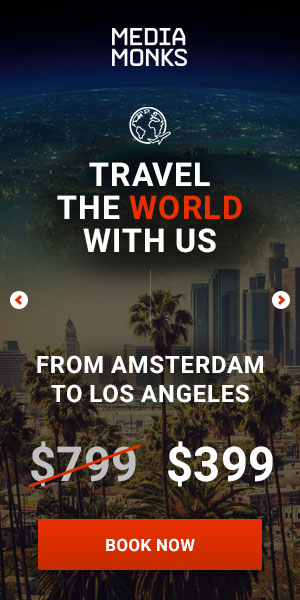 MEDIA
MONKS
TRAVEL
THE WORLD
WITH US
FROM AMSTERDAM
TO LOS ANGELES
$799 $399
BOOK NOW